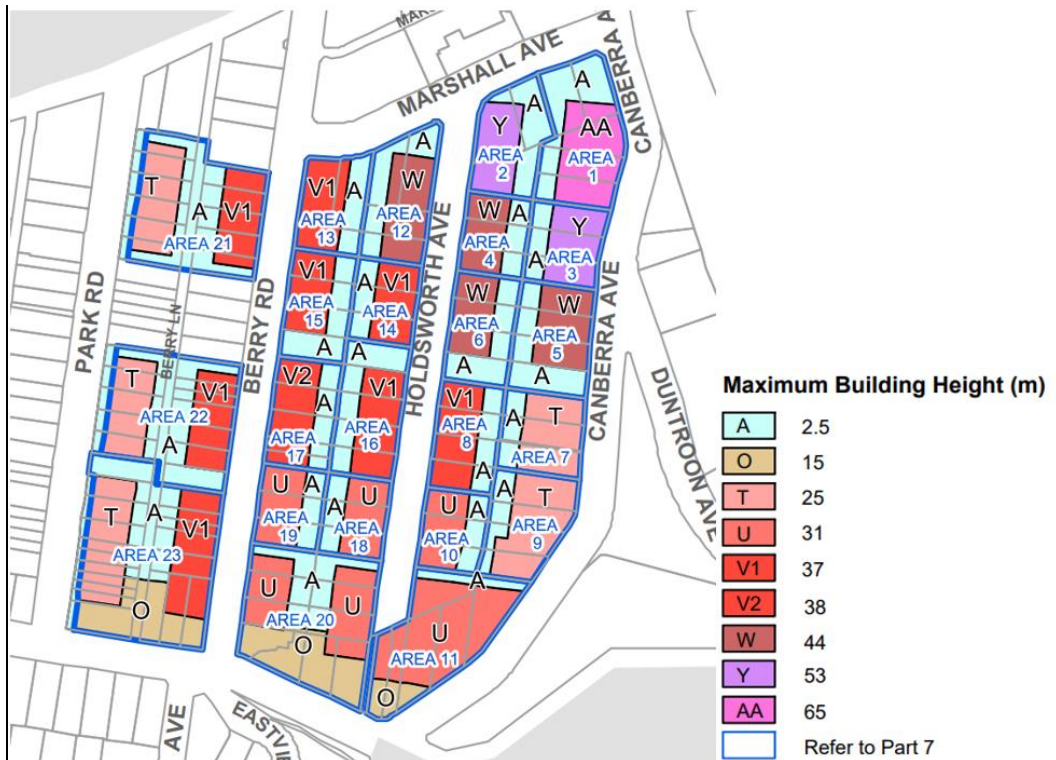 MARS
MARSHALL AVE
CANBERRA A
A
A
AA
AREA
1
Y
AREA
2
A
W
AREA
12
V1
AREA
13
A
T
A
V1
AREA 21
W
AREA
4
A
Y
AREA
3
A
V1
AREA
15
A
V1
AREA
14
W
AREA
6
W
AREA
5
A
A
A
A
PARK RD
BERRY LN
BERRY RD
HOLDSWORTH AVE
CANBERRA AVE
DUNTROON AVE
T
V1
AREA 22
A
V2
AREA
17
A
V1
AREA
16
V1
AREA
8
A
T
AREA 7
A
U
AREA
19
A
A
U
AREA
18
U
AREA
10
A
A
T
AREA
9
T
A
V1
AREA 23
O
U
A
U
AREA 20
O
A
U
AREA 11
O
AVE
EASTVIE
Maximum Building Height (m)
A 2.5
O 15
T 25
U 31
V1 37
V2 38
W 44
Y 53
AA 65
Refer to Part 7